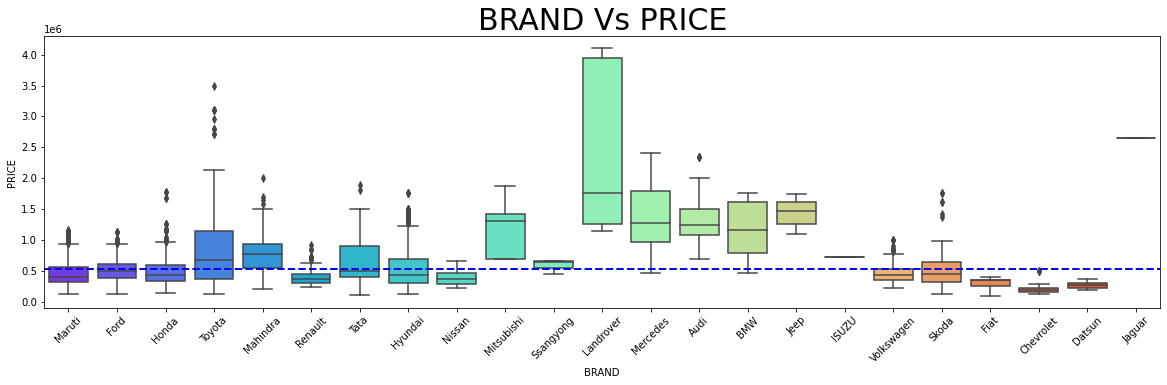 BRAND Vs PRICE
1e6
4.0
3.5
3.0
2.5
2.0
1.5
1.0
0.5
0.0
PRICE
Maruti
Ford
Honda
Toyota
Mahindra
Renault
Tata
Hyundai
Nissan
Mitsubishi
Ssangyong
Landrover
Mercedes
Audi
BMW
Jeep
ISUZU
Volkswagen
Skoda
Fiat
Chevrolet
Datsun
Jaguar
BRAND